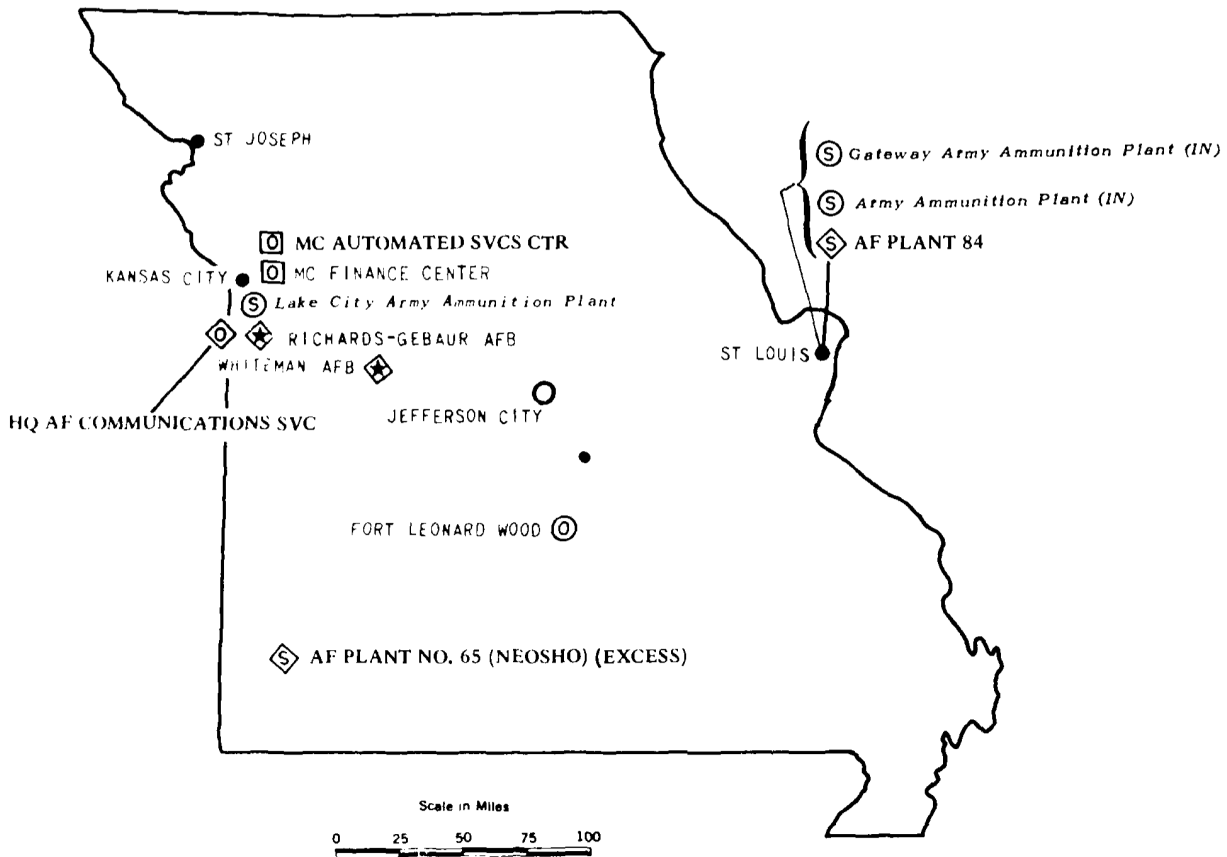 ST JOSEPH
S Gateway Army Ammunition Plant (IN)
S Army Ammunition Plant (IN)
S AF PLANT 84
O MC AUTOMATED SVCS CTR
KANSAS CITY
O MC FINANCE CENTER
S Lake City Army Ammunition Plant
O RICHARDS-GEBAUR AFB
ST LOUIS
WHITEMAN AFB
HQ AF COMMUNICATIONS SVC
JEFFERSON CITY
FORT LEONARD WOOD O
S AF PLANT NO. 65 (NEOSHO) (EXCESS)
Scale in Miles
0 25 50 75 100